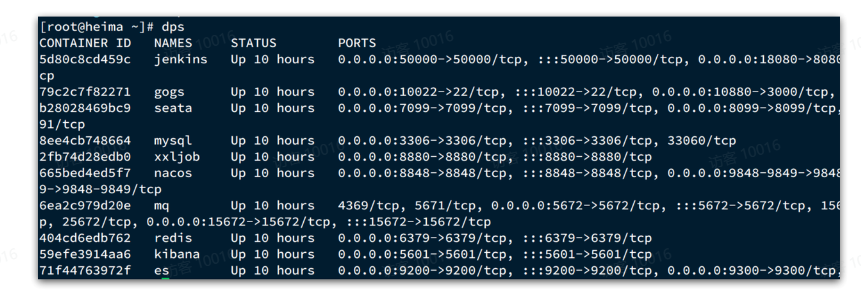 [root@heima ~]# dps
CONTAINER ID   NAMES     STATUS        PORTS
5d80c8cd459c   jenkins   Up 10 hours   0.0.0.0:50000->50000/tcp, :::50000->50000/tcp, 0.0.0.0:18080->8080
cp
79c2c7f82271   gogs      Up 10 hours   0.0.0.0:10022->22/tcp, :::10022->22/tcp, 0.0.0.0:10880->3000/tcp,
b28028469bc9   seata     Up 10 hours   0.0.0.0:7099->7099/tcp, :::7099->7099/tcp, 0.0.0.0:8099->8099/tcp,
91/tcp
8ee4cb748664   mysql     Up 10 hours   0.0.0.0:3306->3306/tcp, :::3306->3306/tcp, 33060/tcp
2fb74d28edb0   xxljob    Up 10 hours   0.0.0.0:8880->8880/tcp, :::8880->8880/tcp
665bed4ed5f7   nacos     Up 10 hours   0.0.0.0:8848->8848/tcp, :::8848->8848/tcp, 0.0.0.0:9848-9849->9848
9->9848-9849/tcp
6ea2c979d20e   mq        Up 10 hours   4369/tcp, 5671/tcp, 0.0.0.0:5672->5672/tcp, :::5672->5672/tcp, 156
p, 25672/tcp, 0.0.0.0:15672->15672/tcp, :::15672->15672/tcp
404cd6edb762   redis     Up 10 hours   0.0.0.0:6379->6379/tcp, :::6379->6379/tcp
59efe3914aa6   kibana    Up 10 hours   0.0.0.0:5601->5601/tcp, :::5601->5601/tcp
71f44763972f   es        Up 10 hours   0.0.0.0:9200->9200/tcp, :::9200->9200/tcp, 0.0.0.0:9300->9300/tcp,
访客 10016